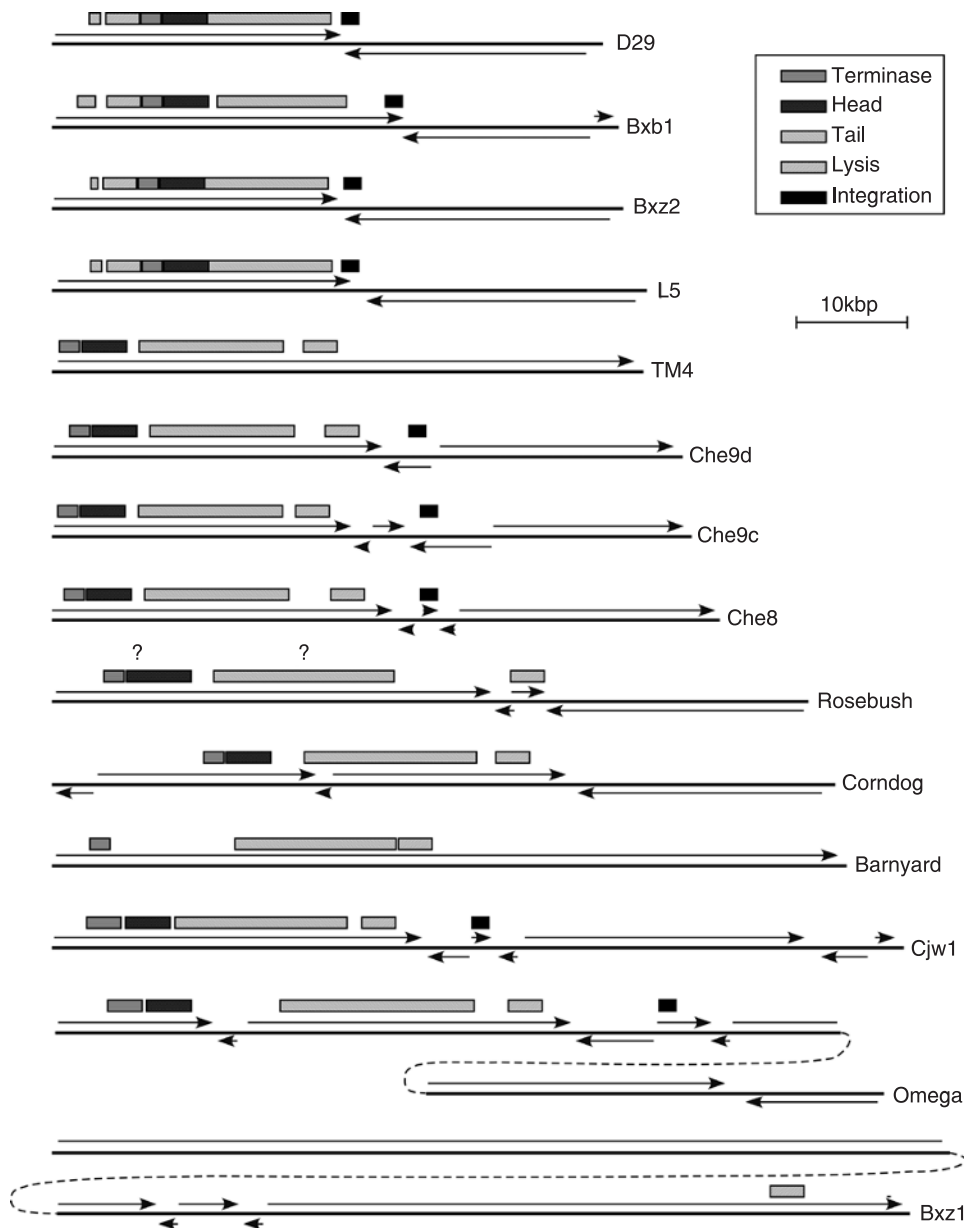 D29
Terminase
Head
Tail
Lysis
Integration
Bxb1
Bxz2
L5
10kbp
TM4
Che9d
Che9c
Che8
? ?
Rosebush
Corndog
Barnyard
Cjw1
Omega
Bxz1